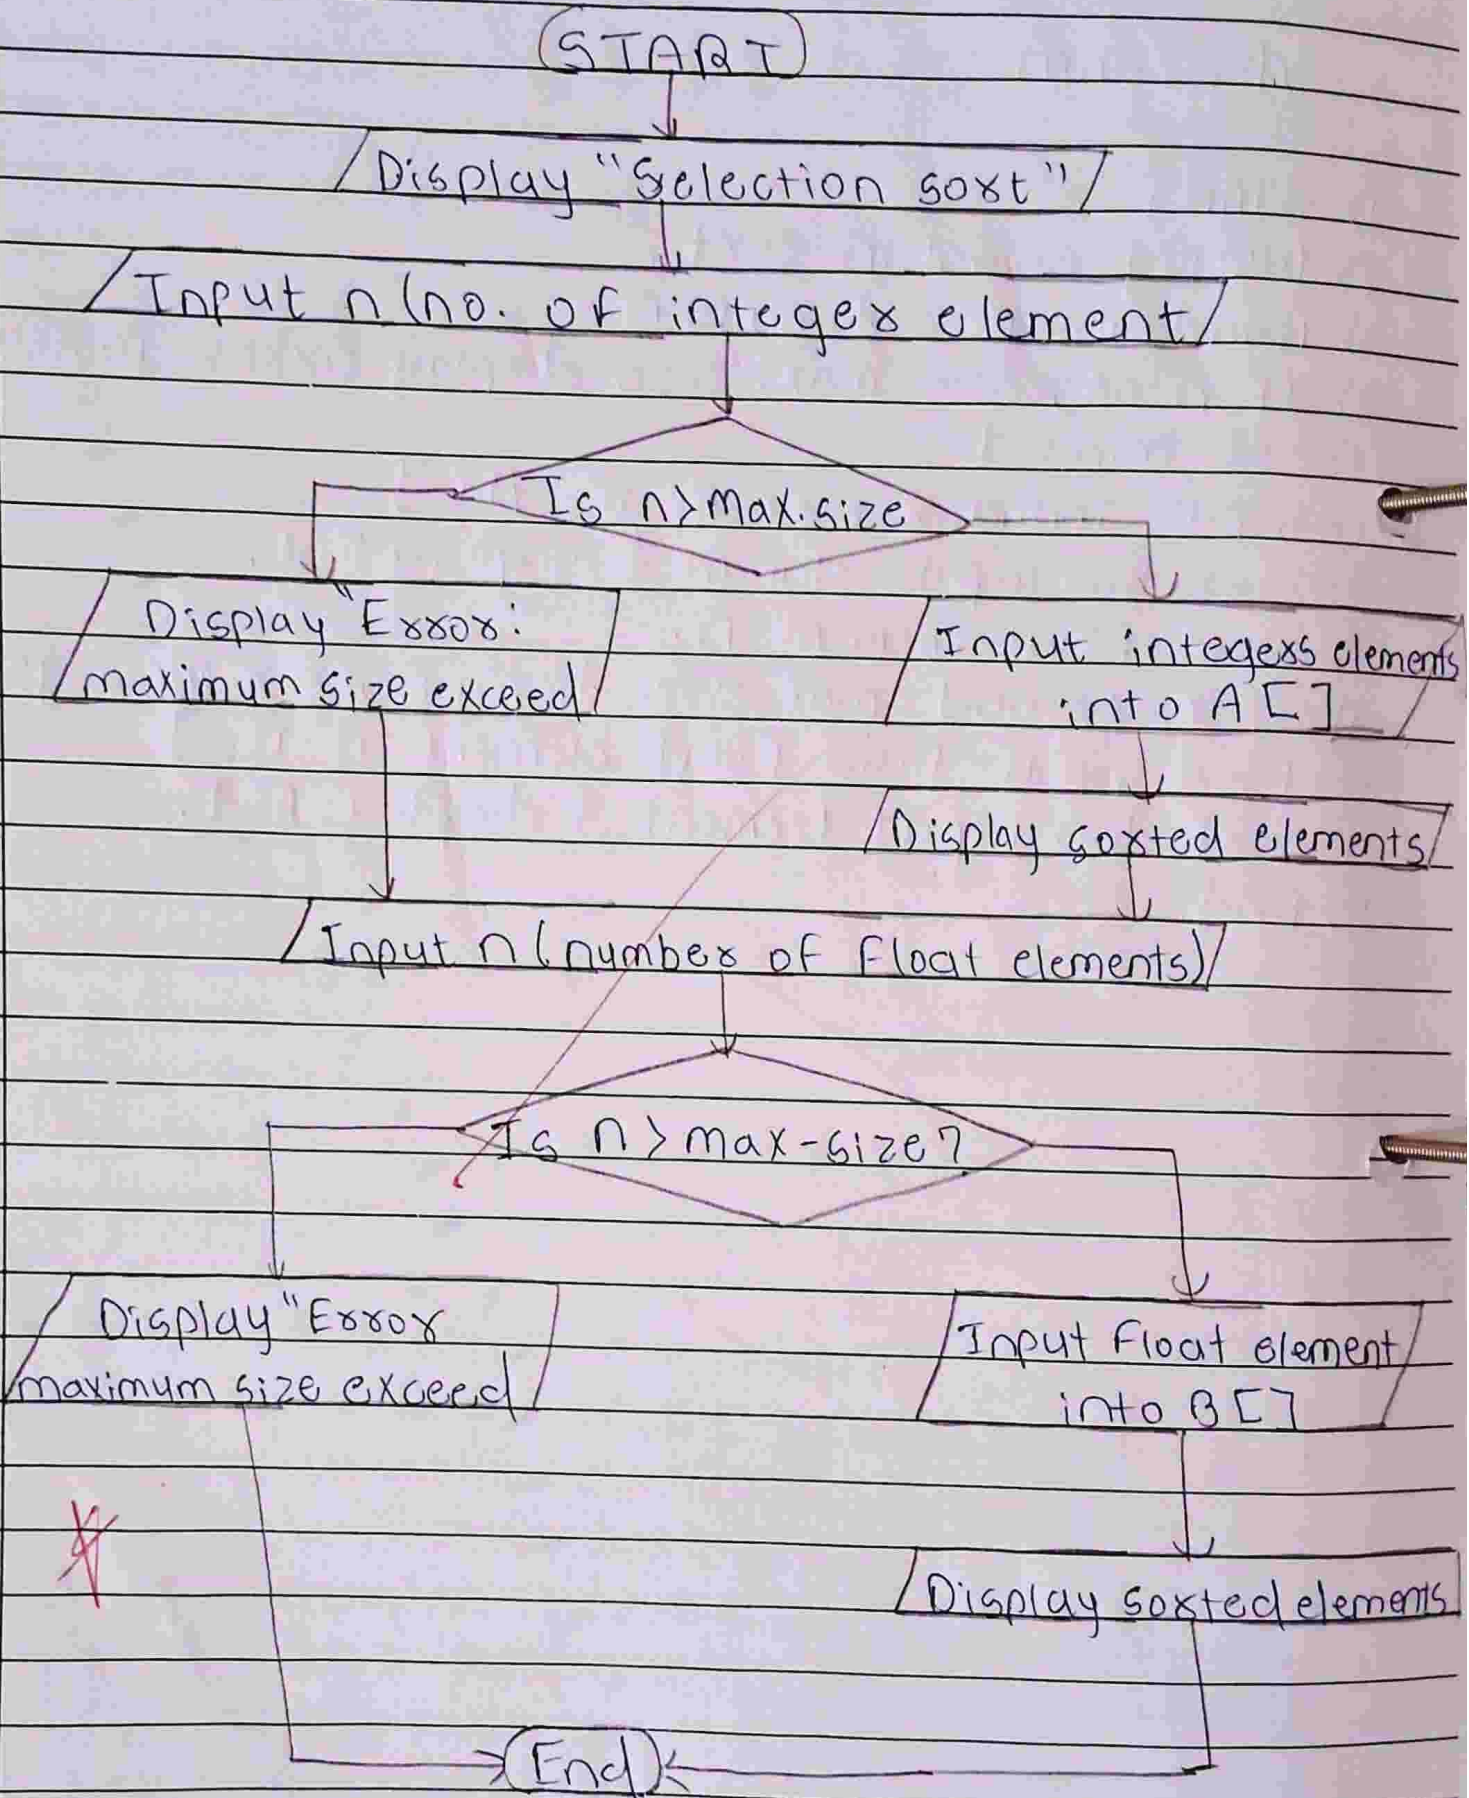 START
Display "Selection sort"
Input n (no. of integer element
Is n>max.size
Display "Error:
maximum size exceed
Input integers elements
into A[]
Display sorted elements
Input n (number of Float elements)
Is n > max-size?
Display "Error
maximum size exceed
Input Float element
into B[]
Display sorted elements
End